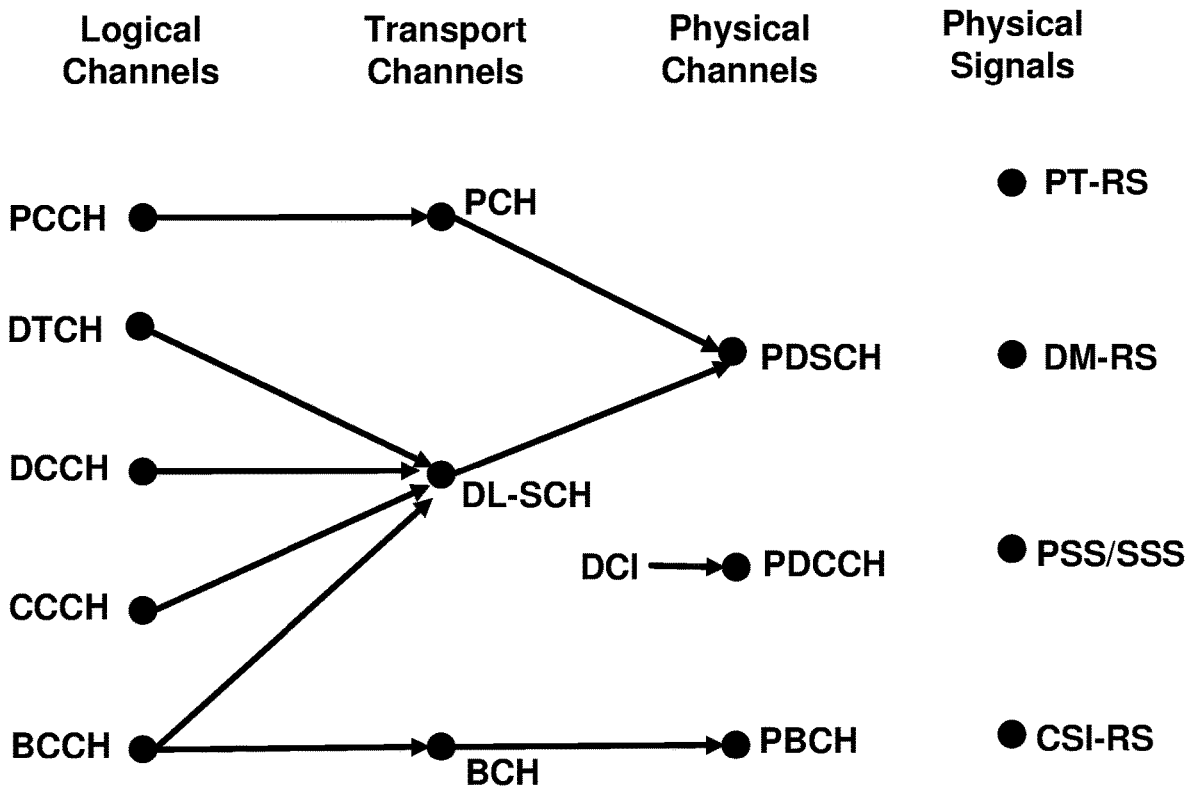 Logical
Channels
Transport
Channels
Physical
Channels
Physical
Signals
PCCH
PCH
PT-RS
DTCH
PDSCH
DM-RS
DCCH
DL-SCH
DCI
PDCCH
PSS/SSS
CCCH
BCCH
BCH
PBCH
CSI-RS